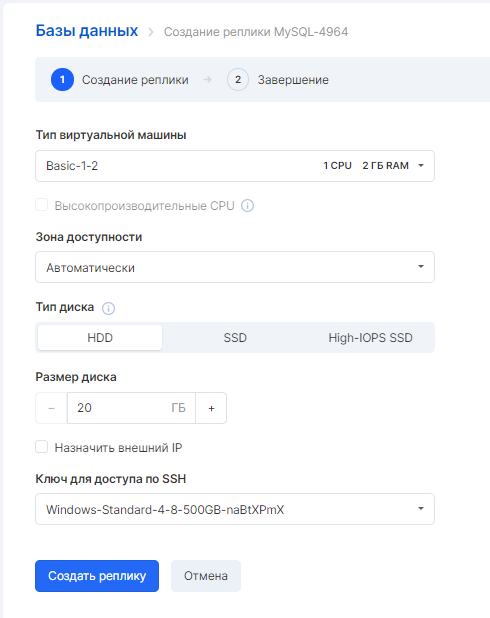 Базы данных > Создание реплики MySQL-4964
1 Создание реплики → 2 Завершение
Тип виртуальной машины
Basic-1-2 1 CPU 2 ГБ RAM
Высокопроизводительные CPU
Зона доступности
Автоматически
Тип диска
HDD SSD High-IOPS SSD
Размер диска
− 20 ГБ +
Назначить внешний IP
Ключ для доступа по SSH
Windows-Standard-4-8-500GB-naBtXPmX
Создать реплику Отмена